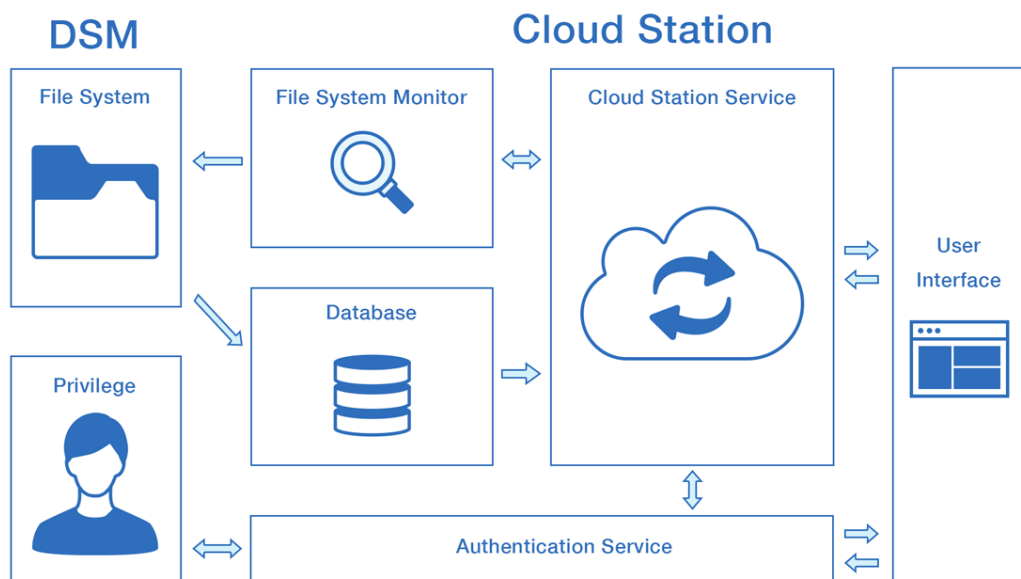 DSM
Cloud Station
File System
File System Monitor
Cloud Station Service
User
Interface
Database
Privilege
Authentication Service